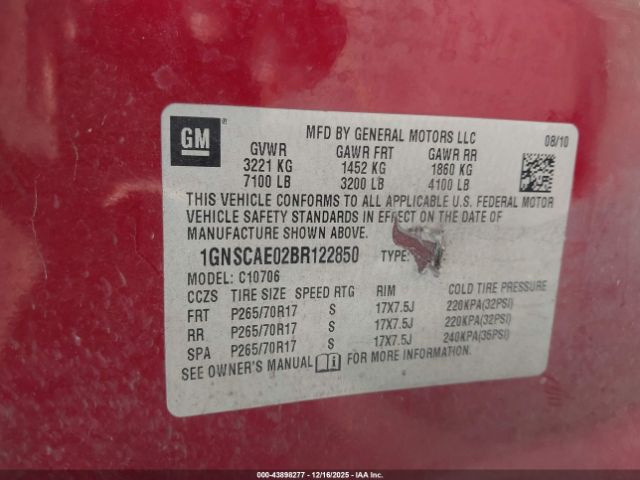 GM ®
MFD BY GENERAL MOTORS LLC 08/10
GVWR GAWR FRT GAWR RR
3221 KG 1452 KG 1860 KG
7100 LB 3200 LB 4100 LB
THIS VEHICLE CONFORMS TO ALL APPLICABLE U.S. FEDERAL MOTOR
VEHICLE SAFETY STANDARDS IN EFFECT ON THE DATE OF
MANUFACTURE SHOWN ABOVE.
1GNSCAE02BR122850 TYPE:
MODEL: C10706
CCZS TIRE SIZE SPEED RTG RIM COLD TIRE PRESSURE
FRT P265/70R17 S 17X7.5J 220KPA(32PSI)
RR P265/70R17 S 17X7.5J 220KPA(32PSI)
SPA P265/70R17 S 17X7.5J 240KPA(35PSI)
SEE OWNER'S MANUAL FOR MORE INFORMATION.
000-43898277 - 12/16/2025 - COPART.COM